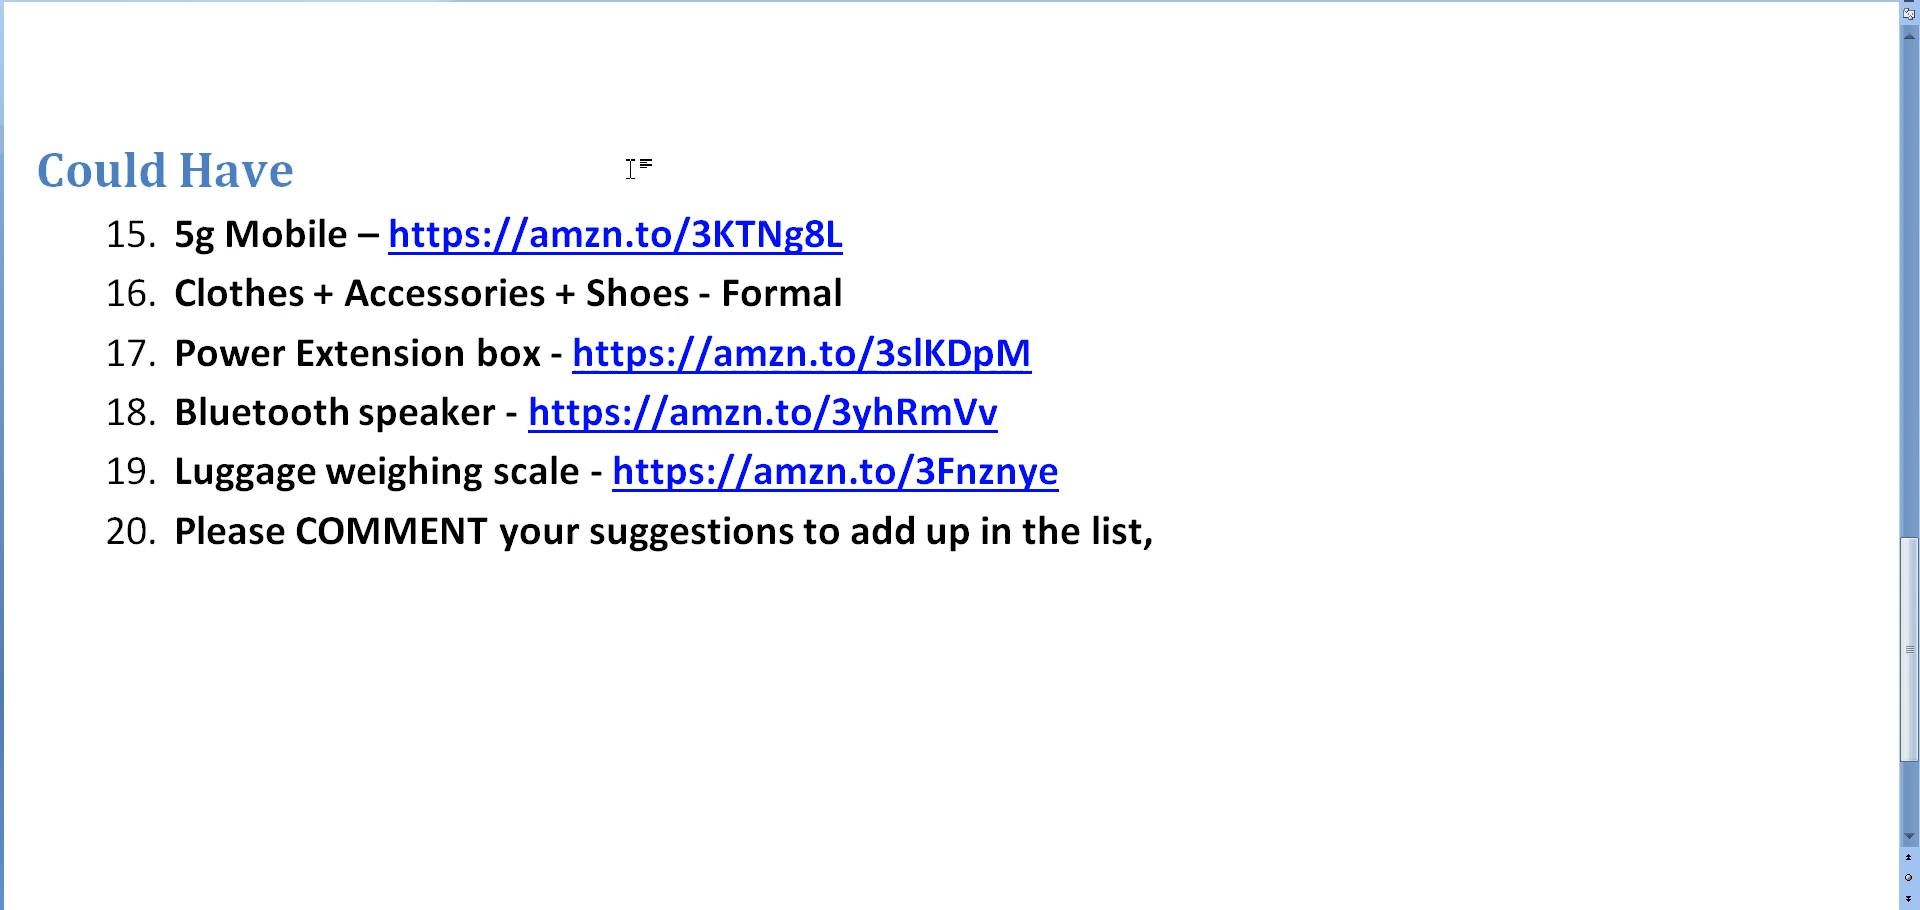 Could Have
15. 5g Mobile – https://amzn.to/3KTNg8L
16. Clothes + Accessories + Shoes - Formal
17. Power Extension box - https://amzn.to/3slKDpM
18. Bluetooth speaker - https://amzn.to/3yhRmVv
19. Luggage weighing scale - https://amzn.to/3Fnznye
20. Please COMMENT your suggestions to add up in the list,